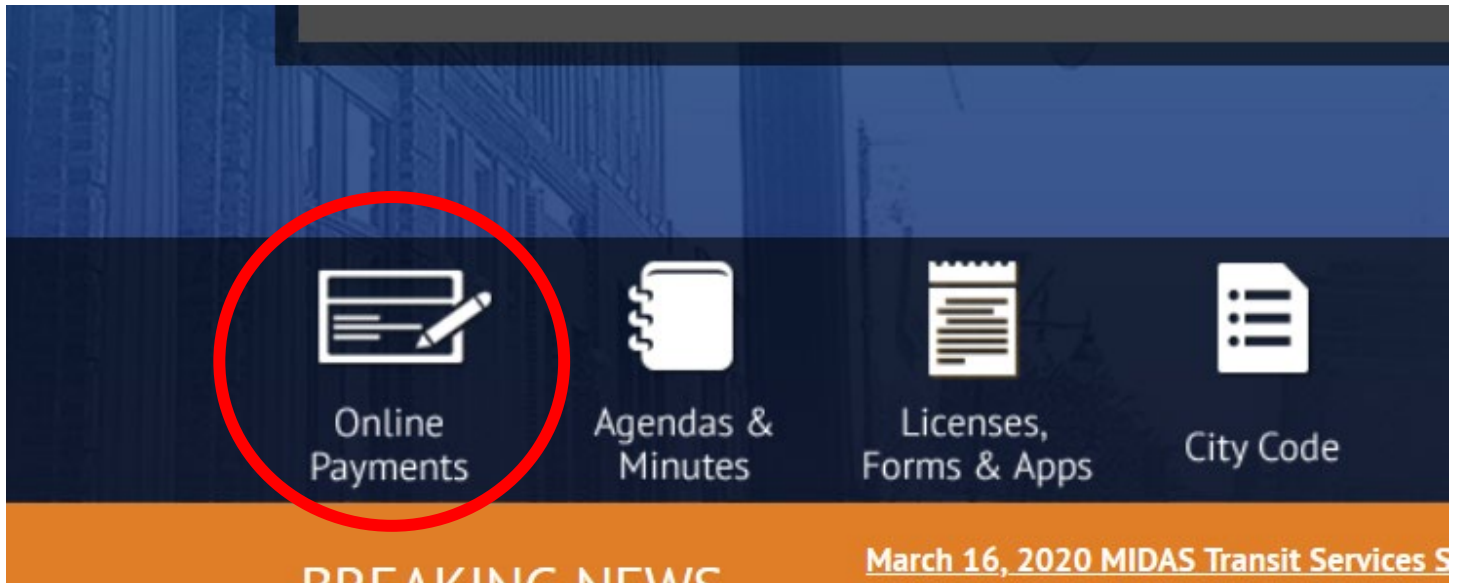 Online
Payments
Agendas &
Minutes
Licenses,
Forms & Apps
City Code
BREAKING NEWS
March 16, 2020 MIDAS Transit Services S